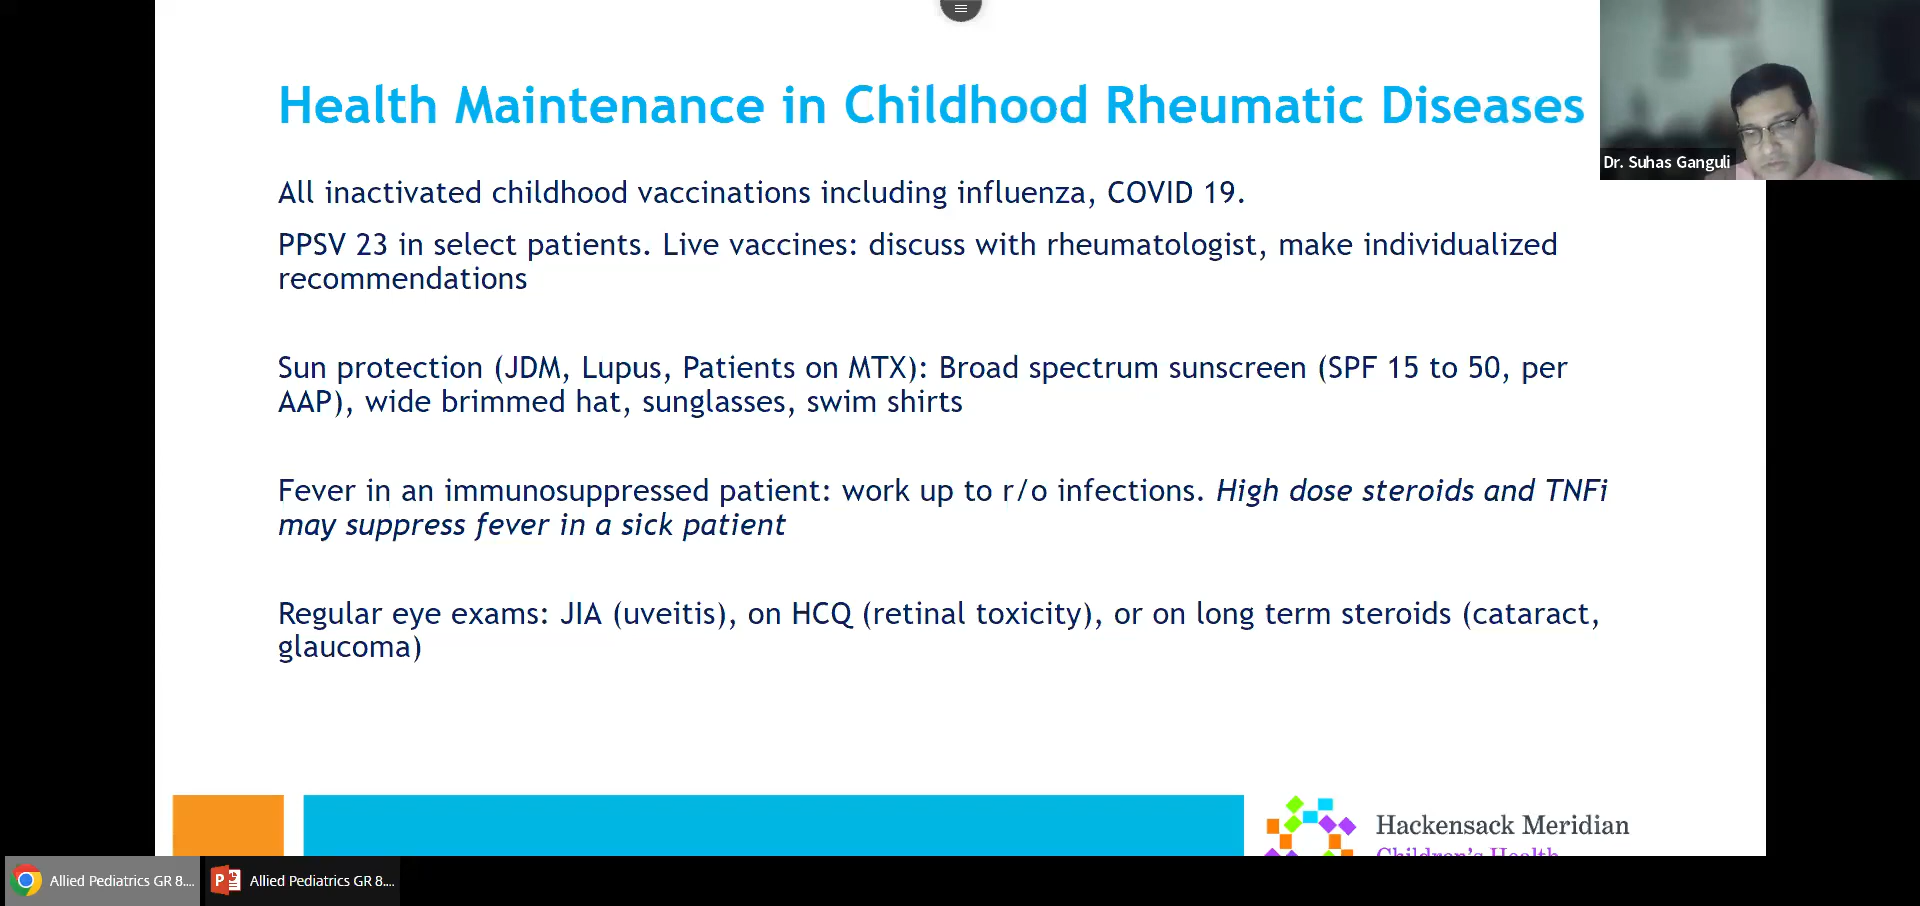 Health Maintenance in Childhood Rheumatic Diseases
Dr. Suhas Ganguli
All inactivated childhood vaccinations including influenza, COVID 19.
PPSV 23 in select patients. Live vaccines: discuss with rheumatologist, make individualized
recommendations
Sun protection (JDM, Lupus, Patients on MTX): Broad spectrum sunscreen (SPF 15 to 50, per
AAP), wide brimmed hat, sunglasses, swim shirts
Fever in an immunosuppressed patient: work up to r/o infections. High dose steroids and TNFi
may suppress fever in a sick patient
Regular eye exams: JIA (uveitis), on HCQ (retinal toxicity), or on long term steroids (cataract,
glaucoma)
Hackensack Meridian
Children's Health
Allied Pediatrics GR 8....
Allied Pediatrics GR 8....